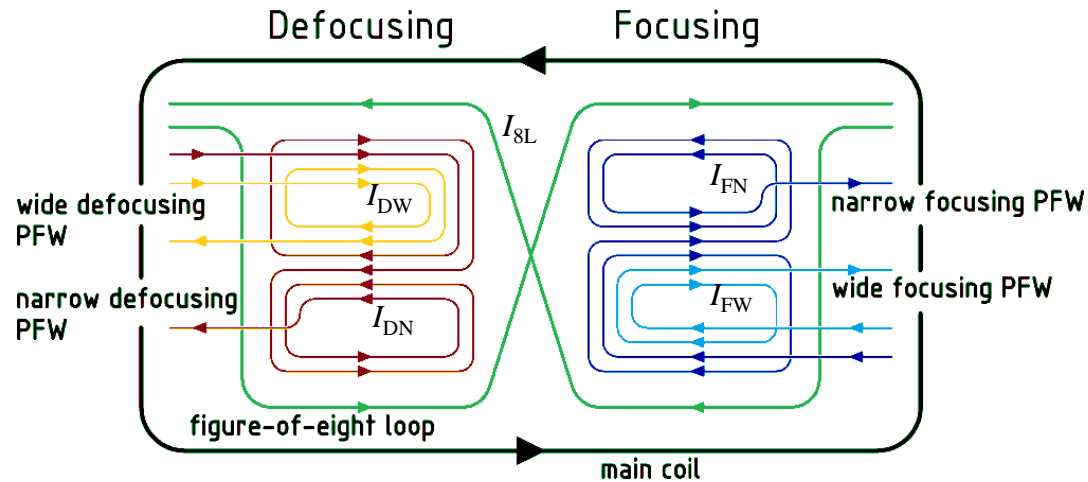 Defocusing
Focusing
I8L
IDW
IFN
wide defocusing
PFW
narrow focusing PFW
narrow defocusing
PFW
IDN
wide focusing PFW
IFW
figure-of-eight loop
main coil